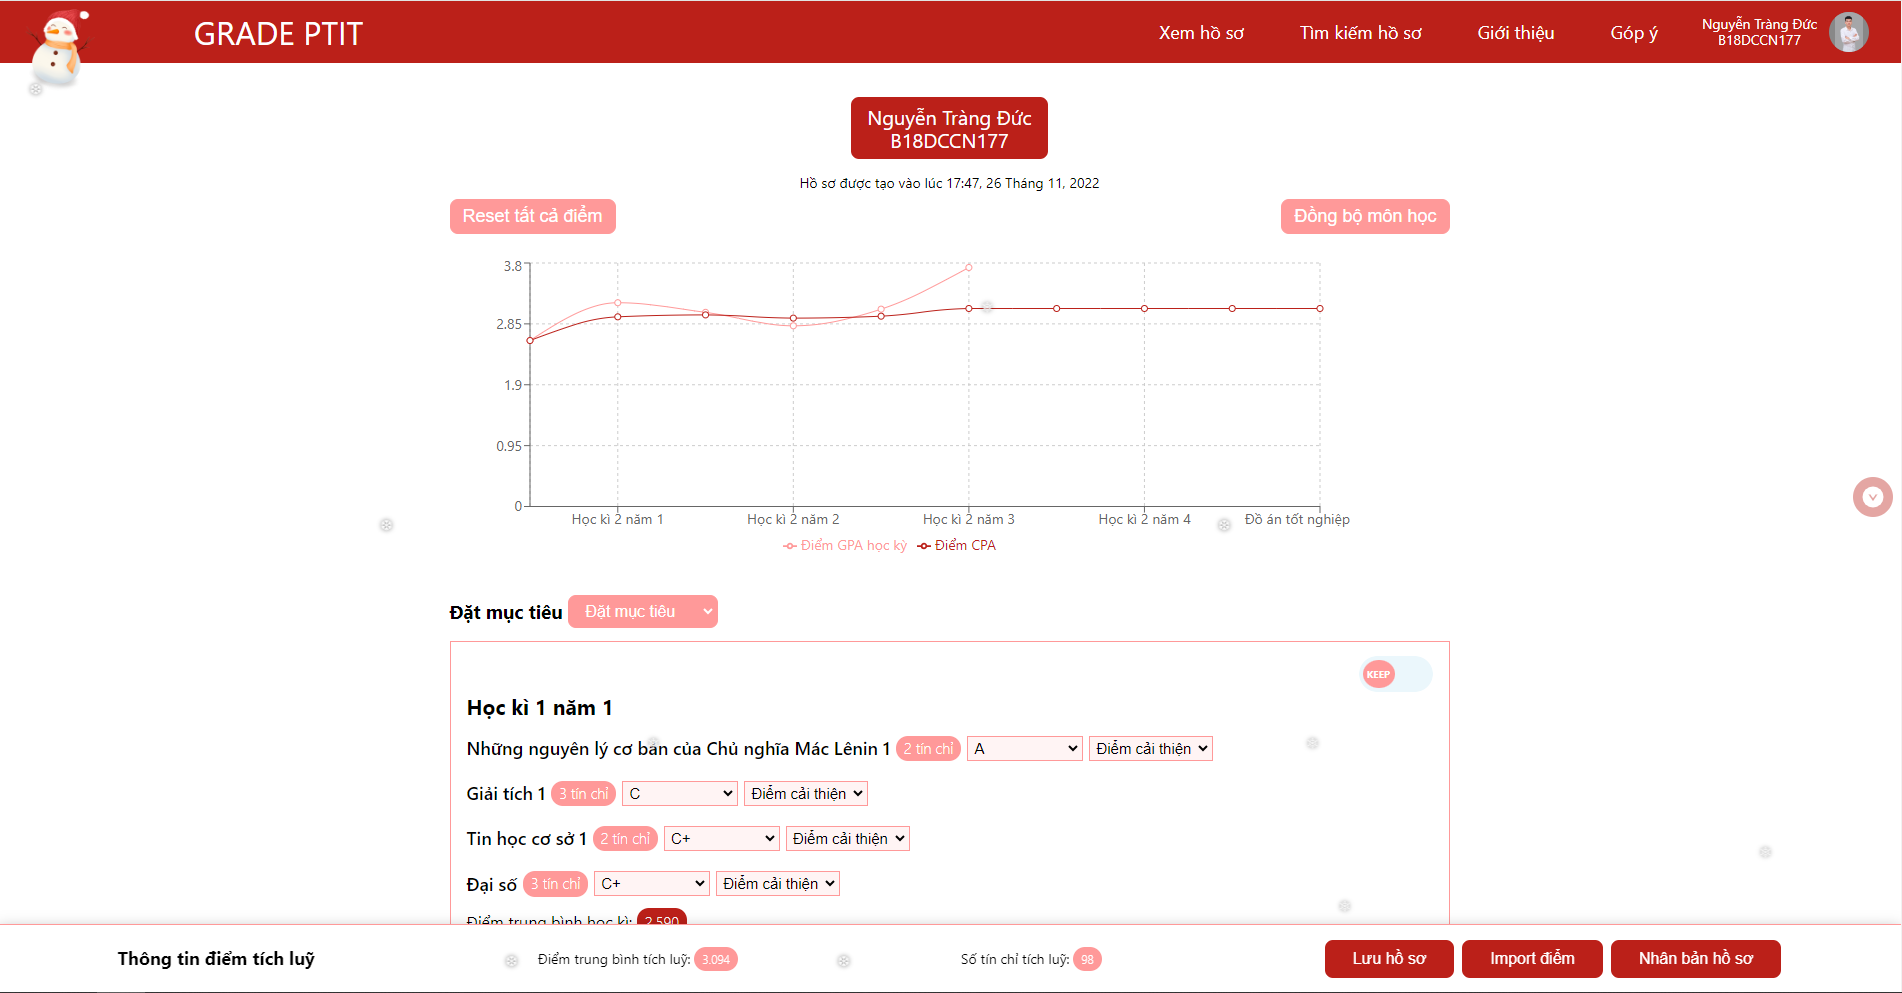 GRADE PTIT
Xem hồ sơ
Tìm kiếm hồ sơ
Giới thiệu
Góp ý
Nguyễn Tràng Đức
B18DCCN177
Nguyễn Tràng Đức
B18DCCN177
Hồ sơ được tạo vào lúc 17:47, 26 Tháng 11, 2022
Reset tất cả điểm
Đồng bộ môn học
3.8
2.85
1.9
0.95
0
Học kì 2 năm 1
Học kì 2 năm 2
Học kì 2 năm 3
Học kì 2 năm 4
Đồ án tốt nghiệp
Điểm GPA học kỳ
Điểm CPA
Đặt mục tiêu Đặt mục tiêu
KEEP
Học kì 1 năm 1
Những nguyên lý cơ bản của Chủ nghĩa Mác Lênin 1 2 tín chỉ A Điểm cải thiện
Giải tích 1 3 tín chỉ C Điểm cải thiện
Tin học cơ sở 1 2 tín chỉ C+ Điểm cải thiện
Đại số 3 tín chỉ C+ Điểm cải thiện
Điểm trung bình học kì: 2.590
Thông tin điểm tích luỹ
Điểm trung bình tích luỹ: 3.094
Số tín chỉ tích luỹ: 98
Lưu hồ sơ
Import điểm
Nhân bản hồ sơ